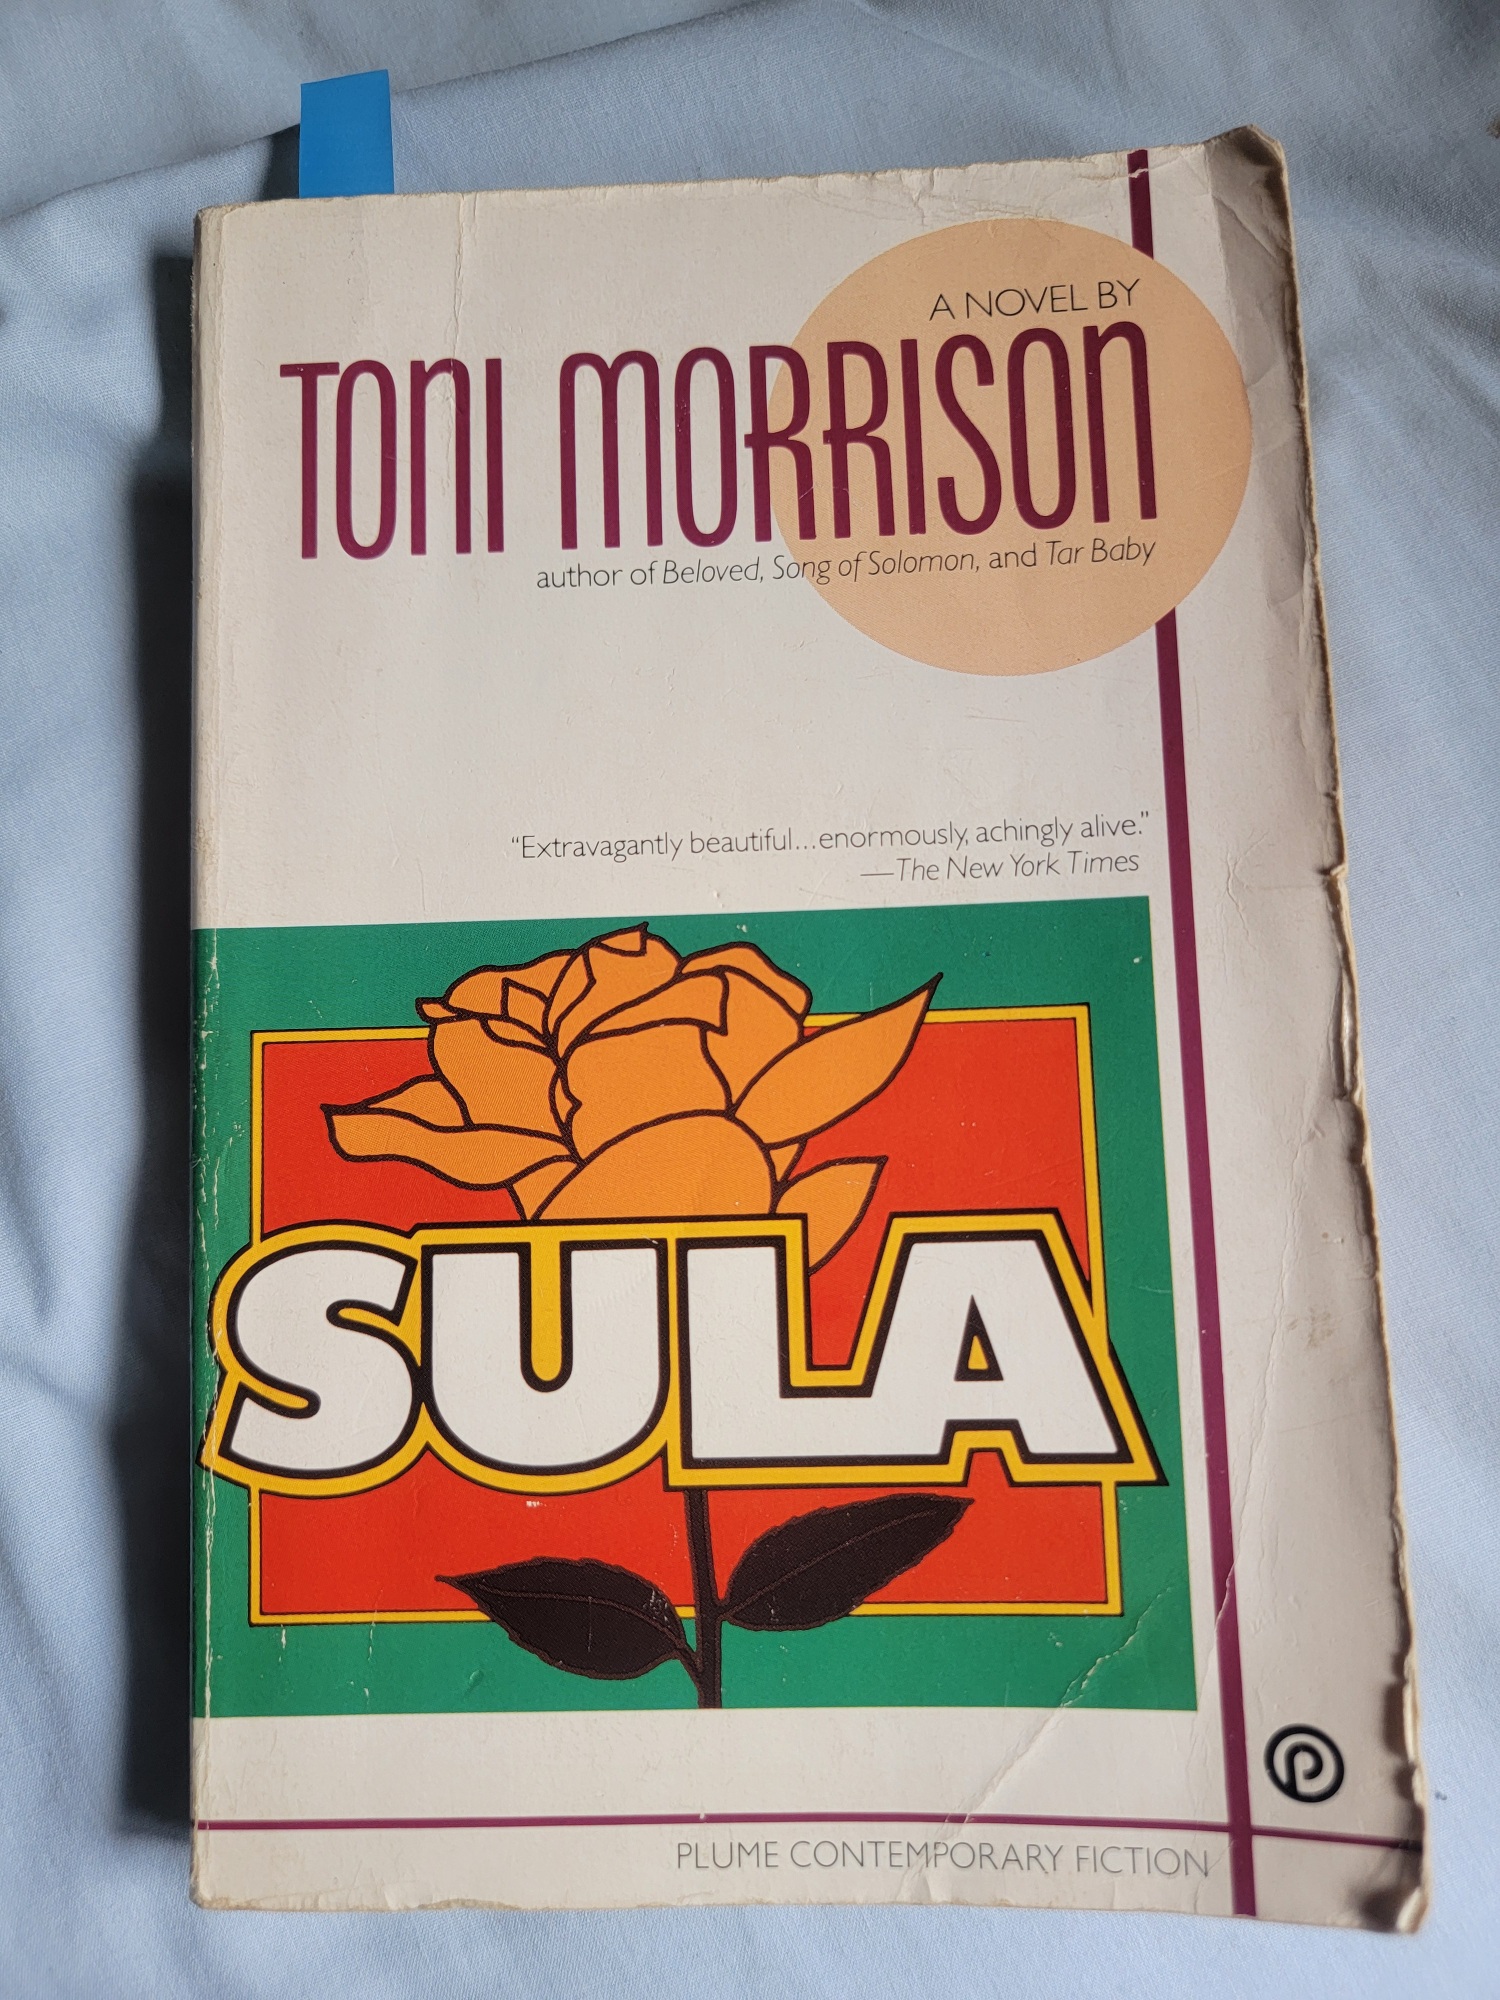 A NOVEL BY
TONI MORRISON
author of Beloved, Song of Solomon, and Tar Baby
“Extravagantly beautiful...enormously, achingly alive.”
—The New York Times
SULA
P
PLUME CONTEMPORARY FICTION